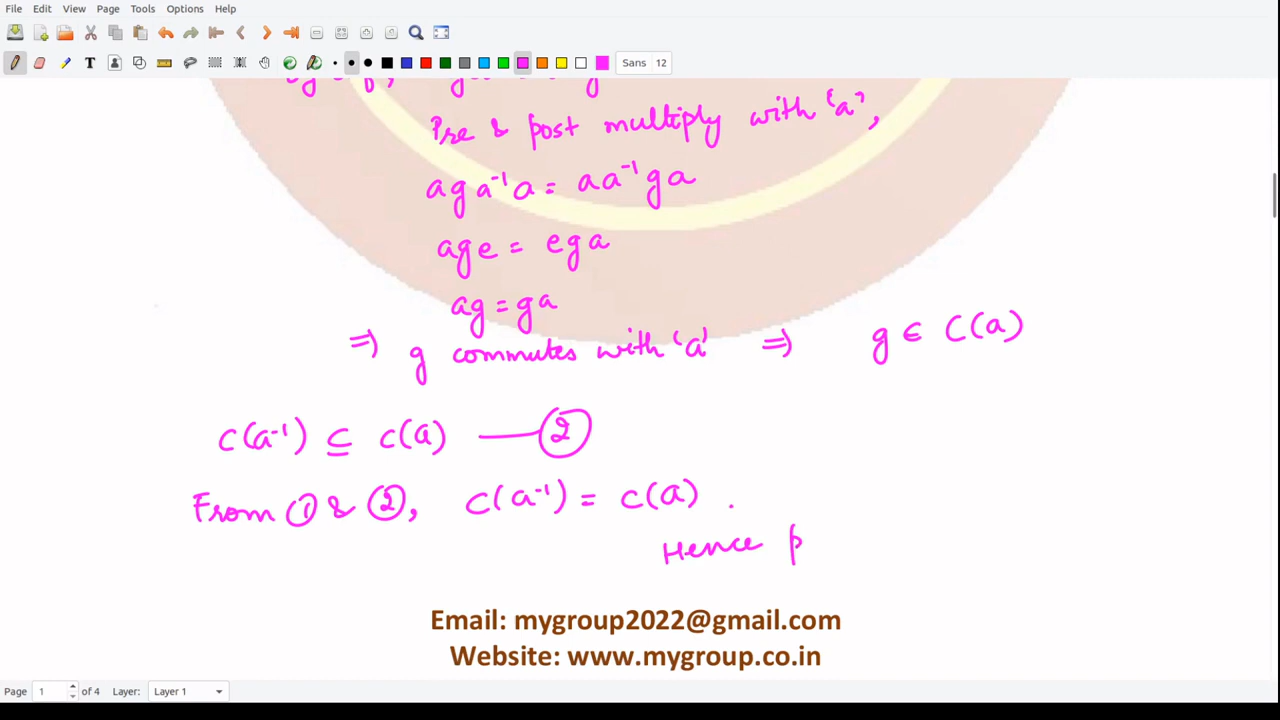 File Edit View Page Tools Options Help
Sans 12
Pre & post multiply with 'a',
aga⁻¹a = aa⁻¹ga
age = ega
ag = ga
⇒ g commutes with 'a' ⇒ g ∈ C(a)
C(a⁻¹) ⊆ C(a) — ②
From ① & ②, C(a⁻¹) = C(a).
Hence p
Email: mygroup2022@gmail.com
Website: www.mygroup.co.in
Page 1 of 4 Layer: Layer 1